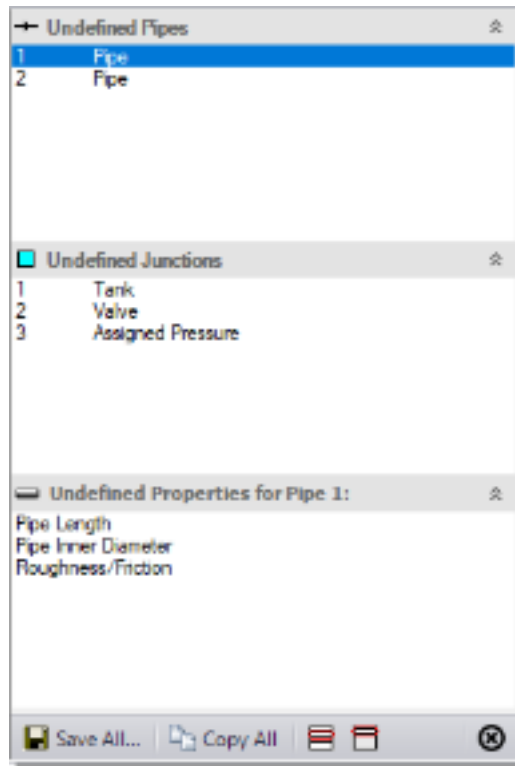 Undefined Pipes
1 Pipe
2 Pipe
Undefined Junctions
1 Tank
2 Valve
3 Assigned Pressure
Undefined Properties for Pipe 1:
Pipe Length
Pipe Inner Diameter
Roughness/Friction
Save All... Copy All